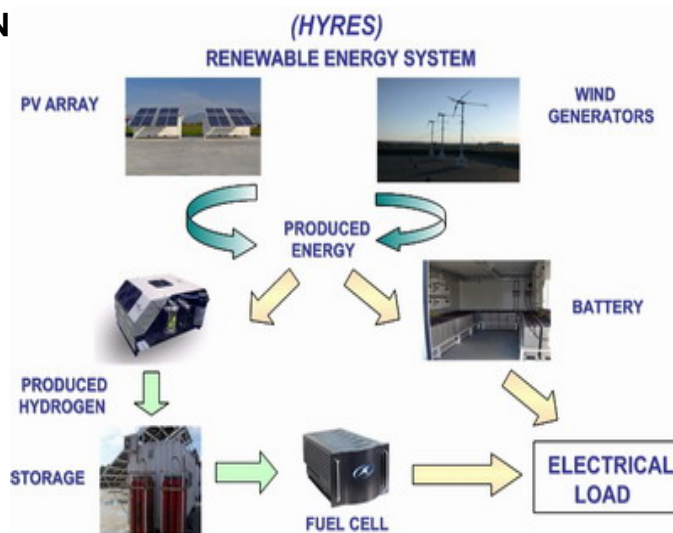 N
(HYRES)
RENEWABLE ENERGY SYSTEM
PV ARRAY
WIND
GENERATORS
PRODUCED
ENERGY
BATTERY
PRODUCED
HYDROGEN
STORAGE
FUEL CELL
ELECTRICAL
LOAD